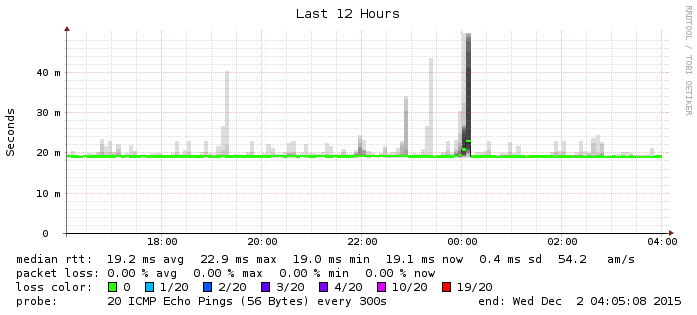 Last 12 Hours
RRDTOOL / TOBI OETIKER
Seconds
40 m
30 m
20 m
10 m
0
18:00 20:00 22:00 00:00 02:00 04:00
median rtt: 19.2 ms avg 22.9 ms max 19.0 ms min 19.1 ms now 0.4 ms sd 54.2 am/s
packet loss: 0.00 % avg 0.00 % max 0.00 % min 0.00 % now
loss color: 0 1/20 2/20 3/20 4/20 10/20 19/20
probe: 20 ICMP Echo Pings (56 Bytes) every 300s end: Wed Dec 2 04:05:08 2015